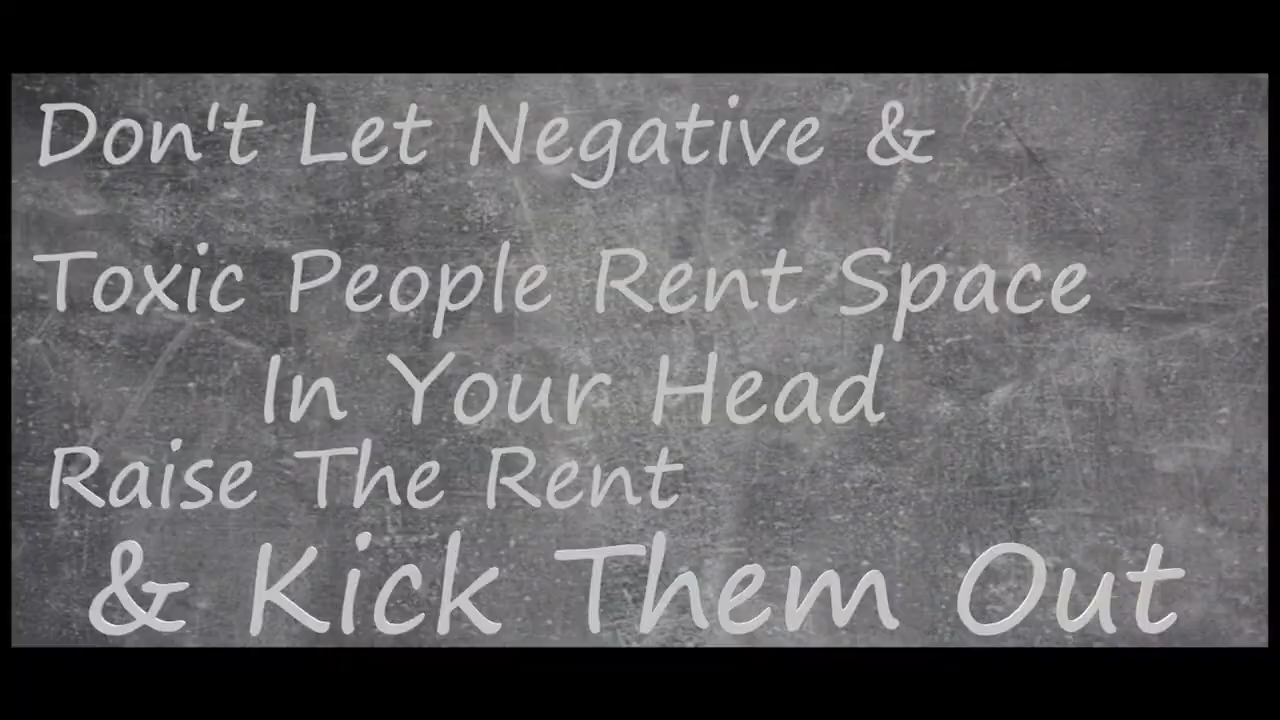 Don't Let Negative &
Toxic People Rent Space
In Your Head
Raise The Rent
& Kick Them Out